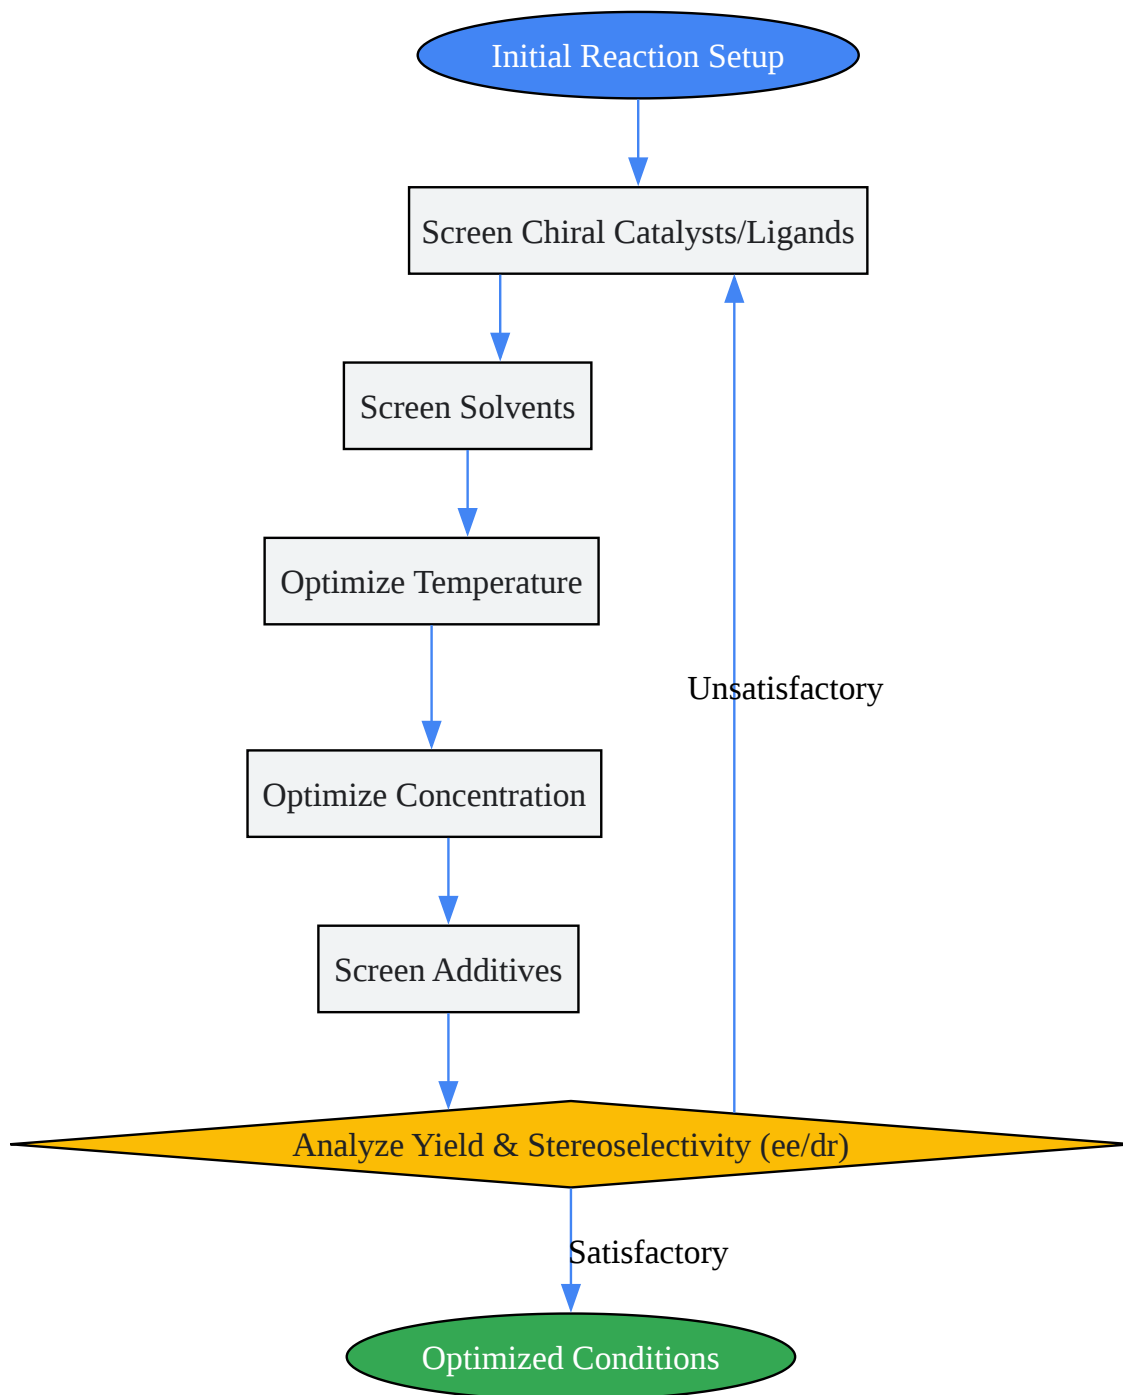 Initial Reaction Setup
Screen Chiral Catalysts/Ligands
Screen Solvents
Optimize Temperature
Unsatisfactory
Optimize Concentration
Screen Additives
Analyze Yield & Stereoselectivity (ee/dr)
Satisfactory
Optimized Conditions